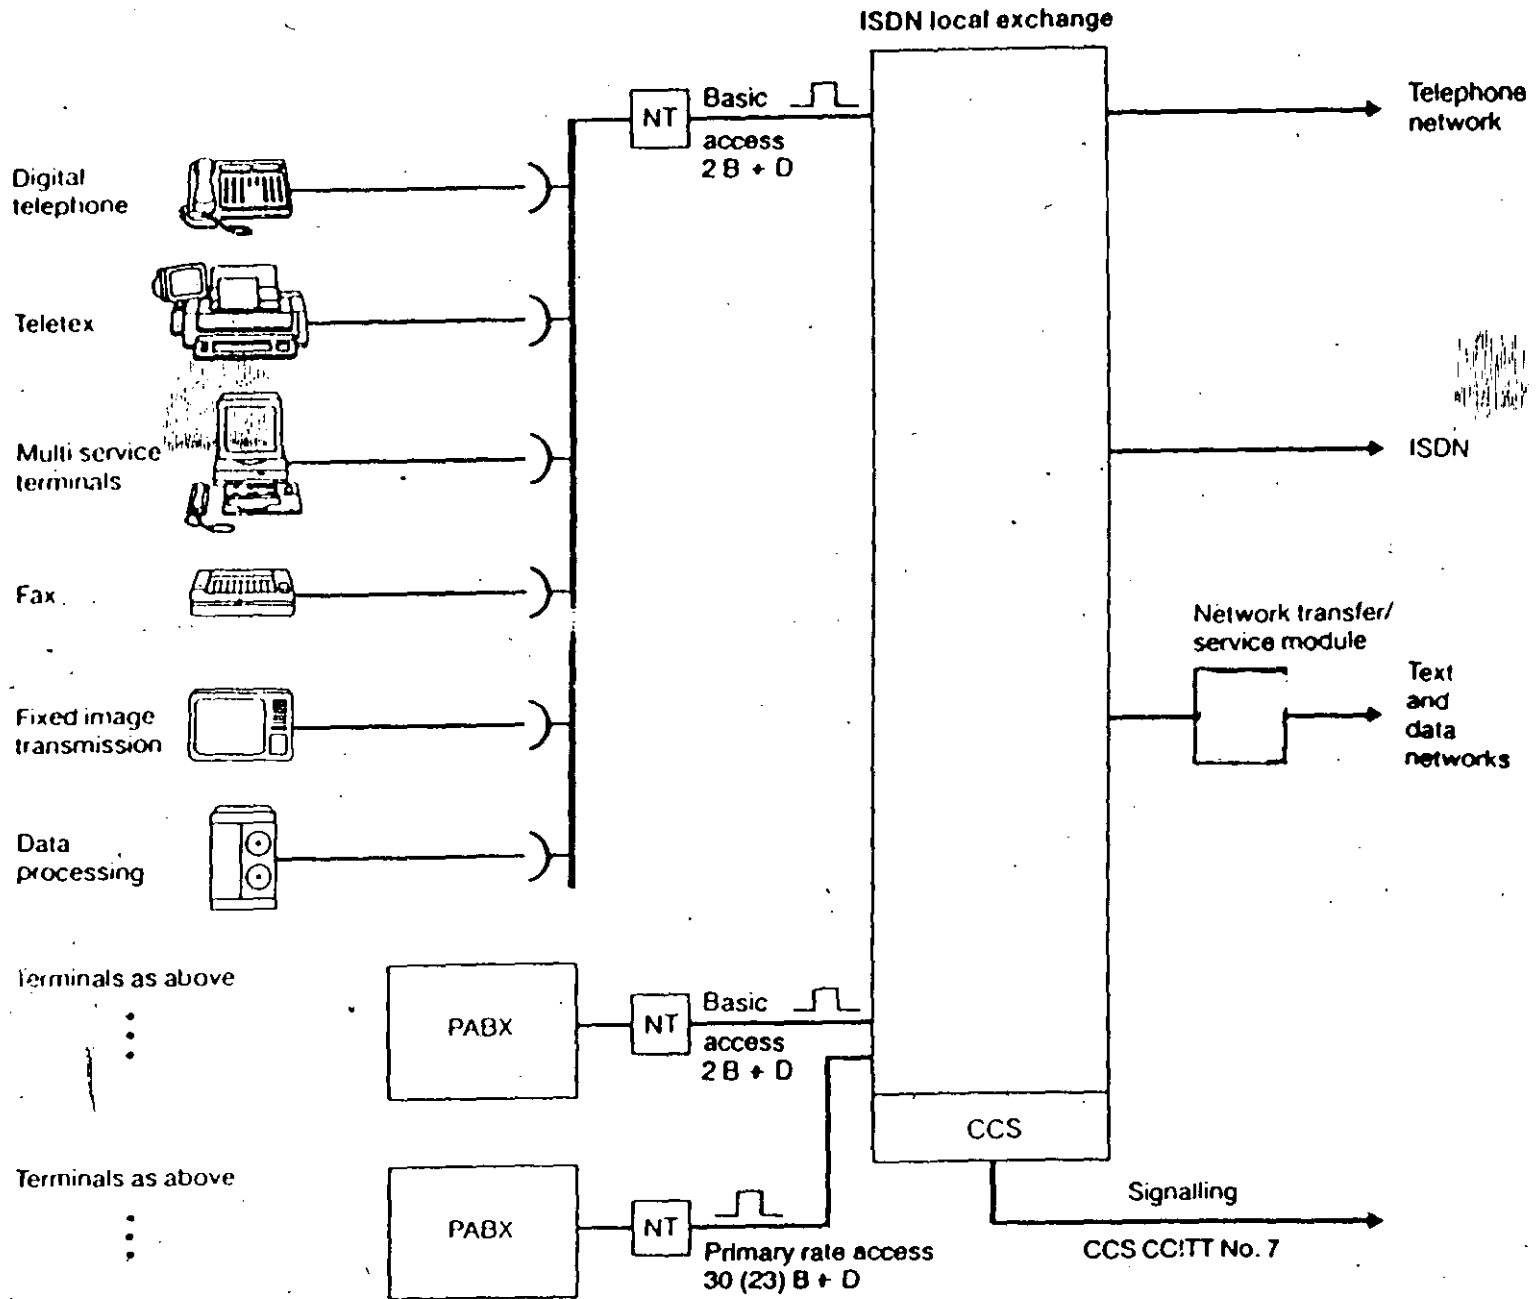 ISDN local exchange
NT
Basic
access
2 B + D
Telephone
network
Digital
telephone
Teletex
Multi service
terminals
ISDN
Fax
Network transfer/
service module
Text
and
data
networks
Fixed image
transmission
Data
processing
Terminals as above
PABX
NT
Basic
access
2 B + D
CCS
Terminals as above
PABX
NT
Primary rate access
30 (23) B + D
Signalling
CCS CCITT No. 7